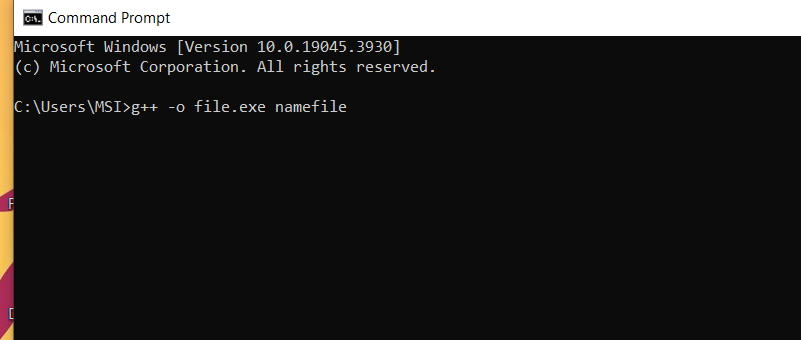 Command Prompt
Microsoft Windows [Version 10.0.19045.3930]
(c) Microsoft Corporation. All rights reserved.
C:\Users\MSI>g++ -o file.exe namefile